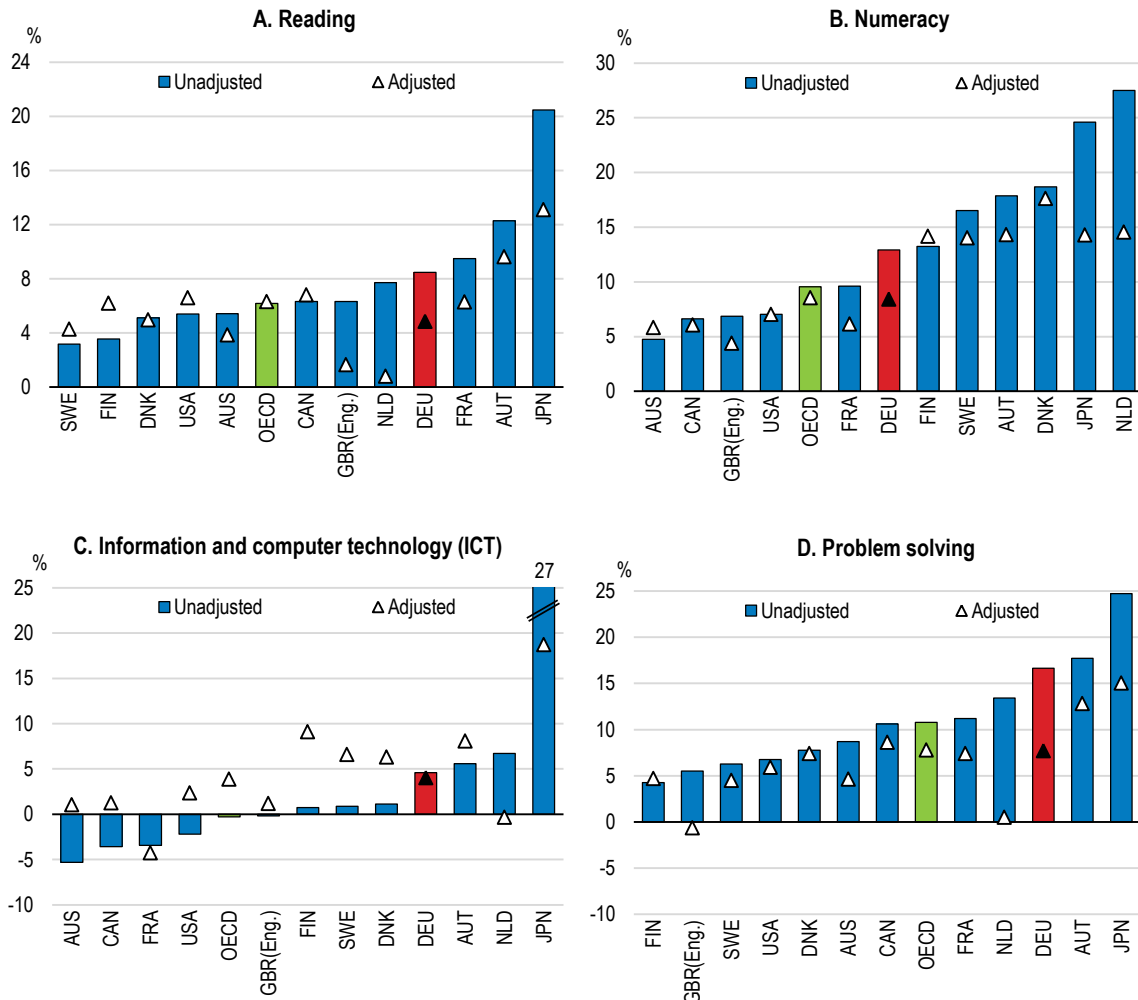 A. Reading
%
Unadjusted Adjusted
24
20
16
12
8
4
0
SWE FIN DNK USA AUS OECD CAN GBR(Eng.) NLD DEU FRA AUT JPN
B. Numeracy
%
Unadjusted Adjusted
30
25
20
15
10
5
0
AUS CAN GBR(Eng.) USA OECD FRA DEU FIN SWE AUT DNK JPN NLD
C. Information and computer technology (ICT)
%
27
Unadjusted Adjusted
25
20
15
10
5
0
-5
-10
AUS CAN FRA USA OECD GBR(Eng.) FIN SWE DNK DEU AUT NLD JPN
D. Problem solving
%
Unadjusted Adjusted
25
20
15
10
5
0
-5
-10
FIN GBR(Eng.) SWE USA DNK AUS CAN OECD FRA NLD DEU AUT JPN